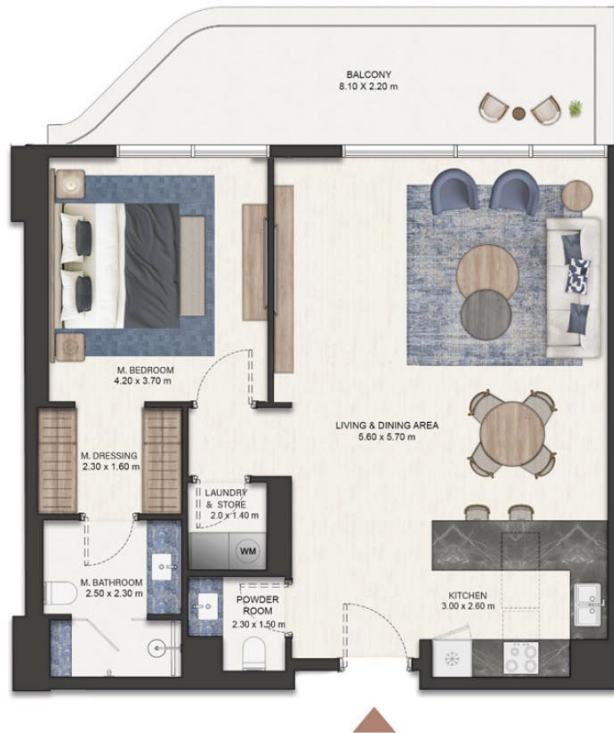 BALCONY
8.10 X 2.20 m
M. BEDROOM
4.20 x 3.70 m
LIVING & DINING AREA
5.60 x 5.70 m
M. DRESSING
2.30 x 1.60 m
LAUNDRY
& STORE
2.0 x 1.40 m
WM
M. BATHROOM
2.50 x 2.30 m
POWDER
ROOM
2.30 x 1.50 m
KITCHEN
3.00 x 2.60 m